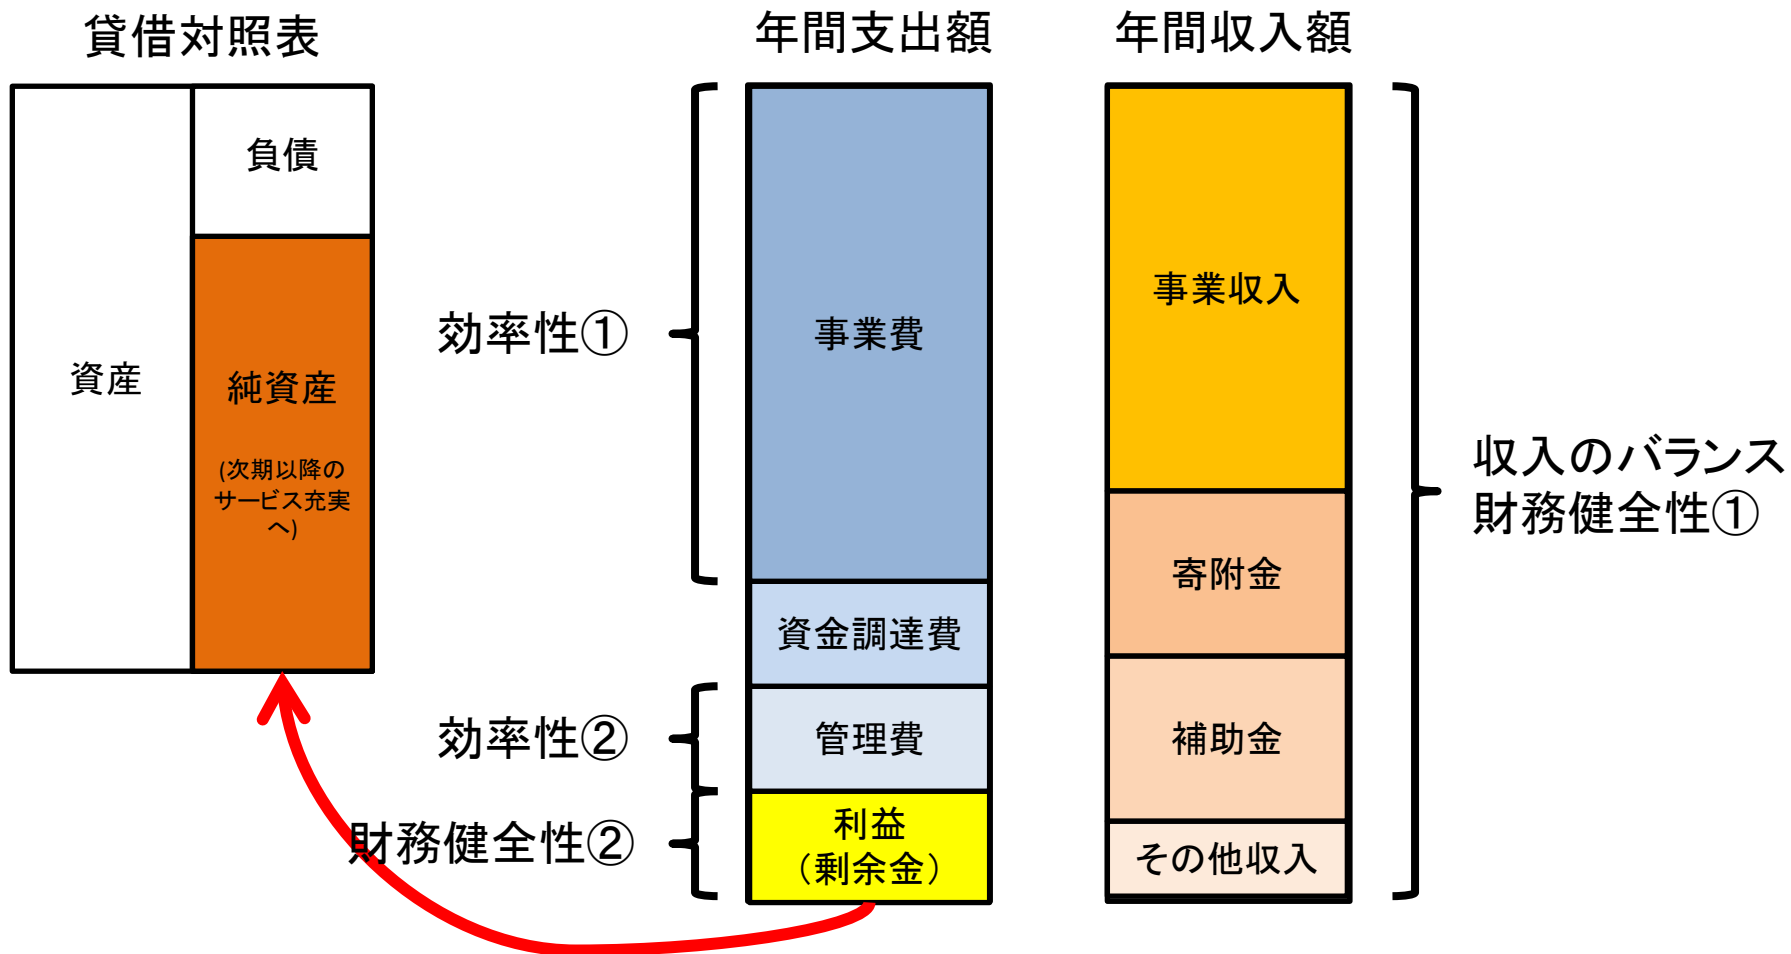 貸借対照表
資産
負債
純資産
(次期以降の
サービス充実
へ)
年間支出額
効率性①
事業費
資金調達費
効率性②
管理費
財務健全性②
利益
（剰余金）
年間収入額
事業収入
寄附金
補助金
その他収入
収入のバランス
財務健全性①